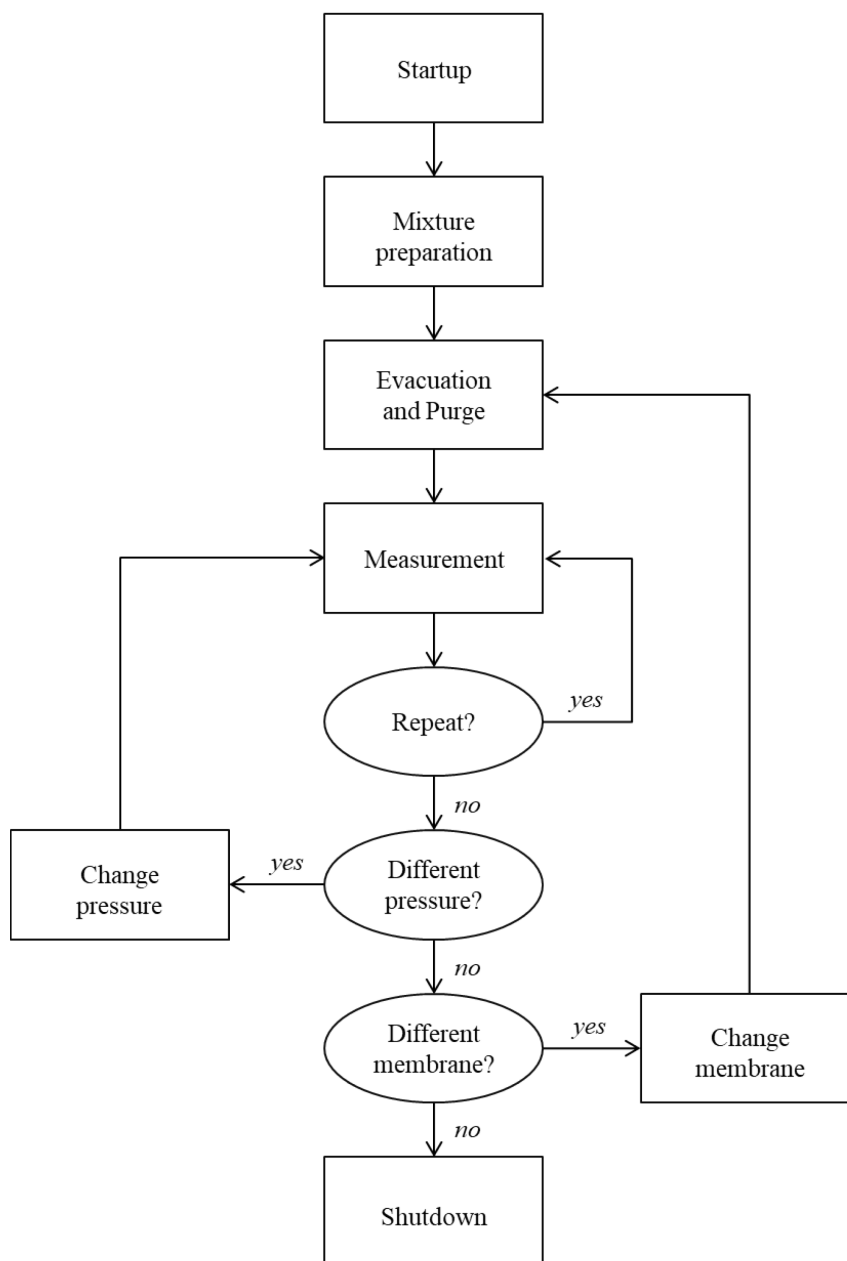 Startup
Mixture
preparation
Evacuation
and Purge
Measurement
Repeat?
yes
no
Change
pressure
yes
Different
pressure?
no
Different
membrane?
yes
Change
membrane
no
Shutdown